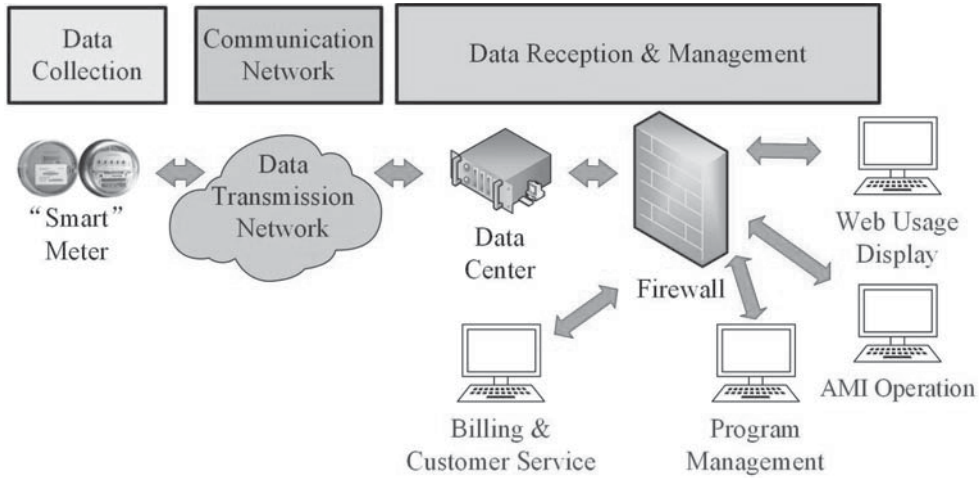 Data
Collection
Communication
Network
Data Reception & Management
“Smart”
Meter
Data
Transmission
Network
Data
Center
Firewall
Web Usage
Display
AMI Operation
Billing &
Customer Service
Program
Management